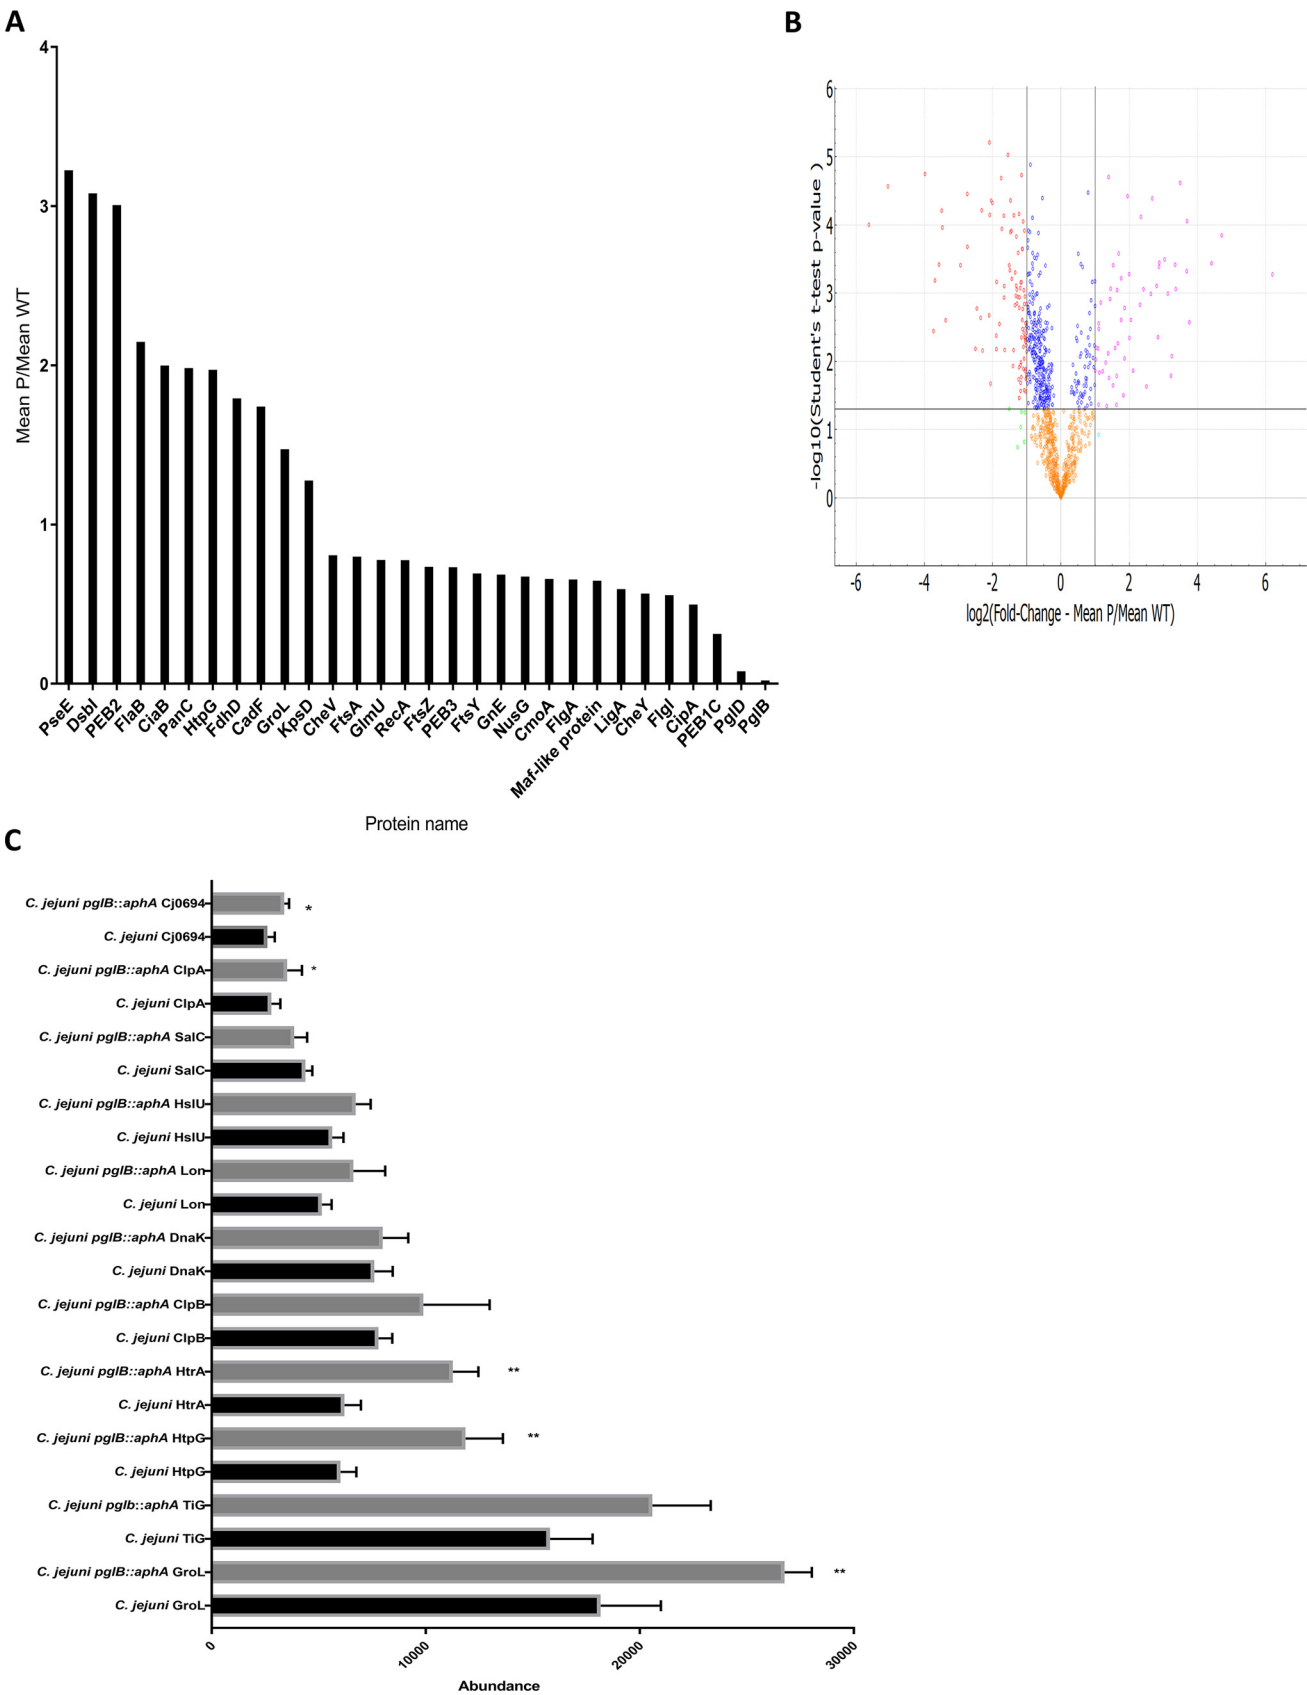 A
4
3
2
1
0
Mean P/Mean WT
PseE
DsbI
PEB2
FlaB
CiaB
PanC
HtpG
FdhD
CadF
GroL
KpsD
CheV
FtsA
GlmU
RecA
FtsZ
PEB3
FtsY
GnE
NusG
CmoA
FlgA
Maf-like protein
LigA
CheY
FlgI
CipA
PEB1C
PglD
PglB
Protein name
B
6
5
4
3
2
1
0
-log10(Student's t-test p-value )
-6 -4 -2 0 2 4 6
log2(Fold-Change - Mean P/Mean WT)
C
C. jejuni pglB::aphA Cj0694 *
C. jejuni Cj0694
C. jejuni pglB::aphA ClpA *
C. jejuni ClpA
C. jejuni pglB::aphA SalC
C. jejuni SalC
C. jejuni pglB::aphA HslU
C. jejuni HslU
C. jejuni pglB::aphA Lon
C. jejuni Lon
C. jejuni pglB::aphA DnaK
C. jejuni DnaK
C. jejuni pglB::aphA ClpB
C. jejuni ClpB
C. jejuni pglB::aphA HtrA **
C. jejuni HtrA
C. jejuni pglB::aphA HtpG **
C. jejuni HtpG
C. jejuni pglb::aphA TiG
C. jejuni TiG
C. jejuni pglB::aphA GroL **
C. jejuni GroL
0 10000 20000 30000
Abundance